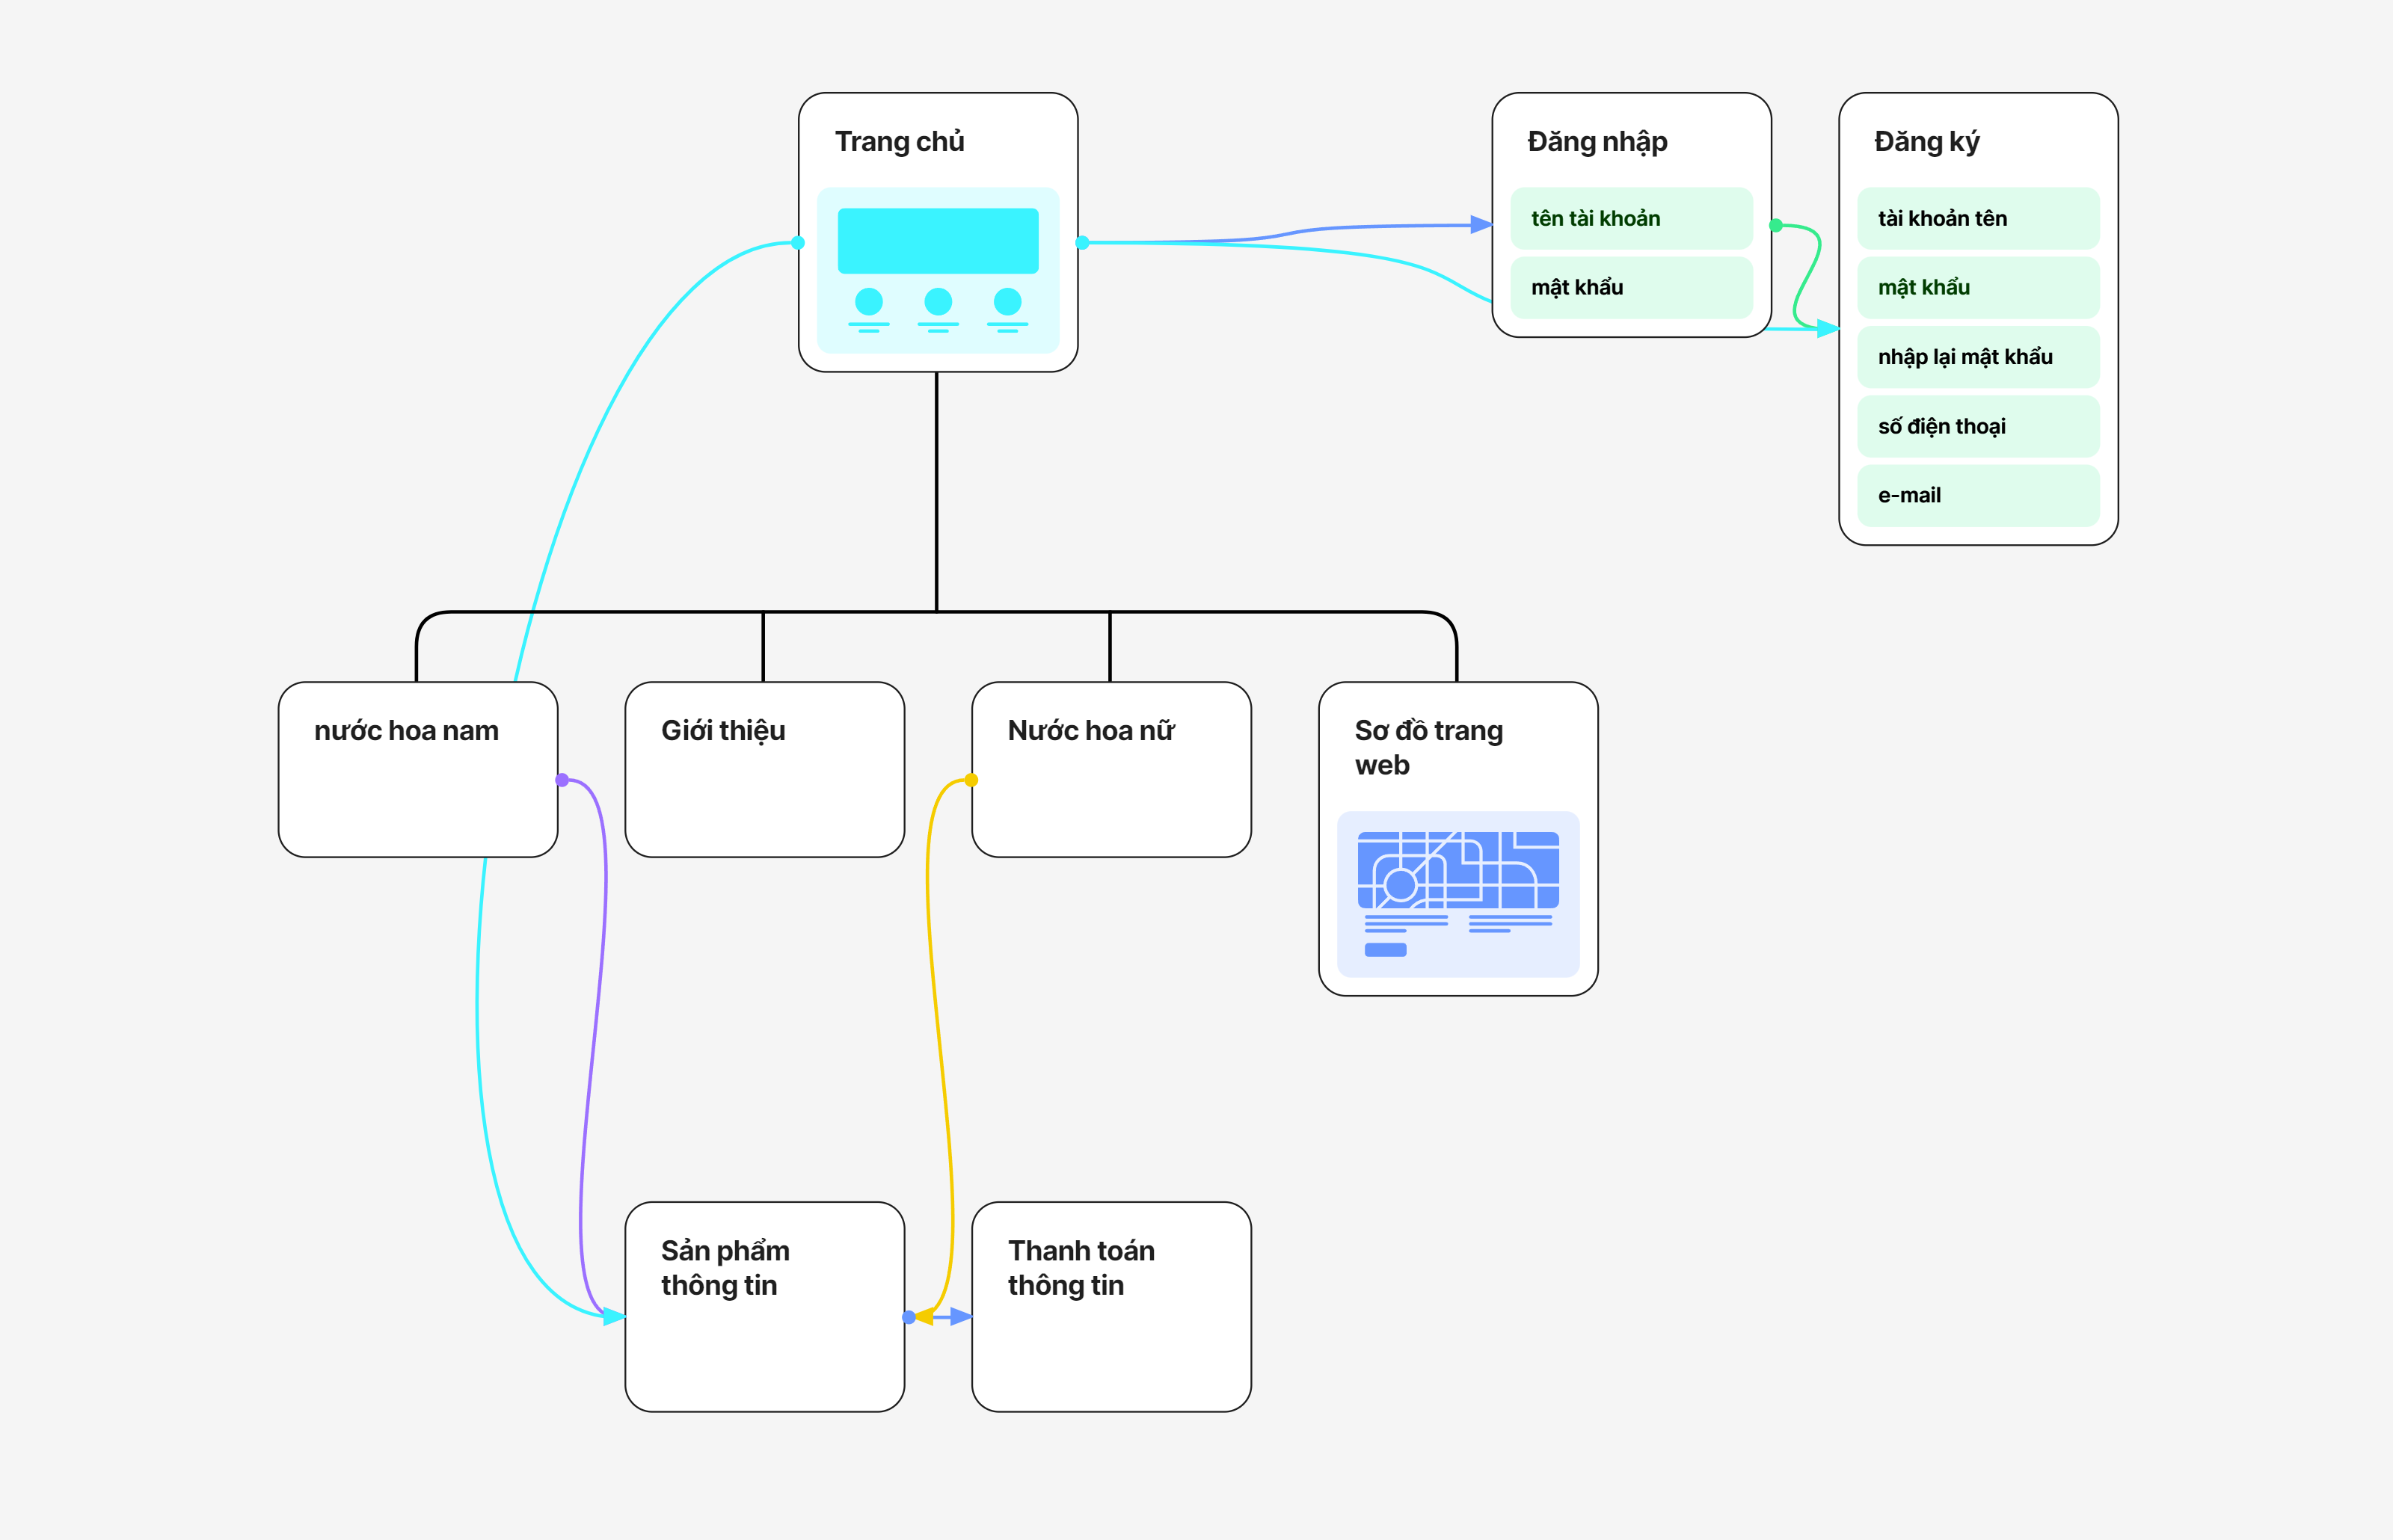 Trang chủ
Đăng nhập
tên tài khoản
mật khẩu
Đăng ký
tài khoản tên
mật khẩu
nhập lại mật khẩu
số điện thoại
e-mail
nước hoa nam
Giới thiệu
Nước hoa nữ
Sơ đồ trang
web
Sản phẩm
thông tin
Thanh toán
thông tin